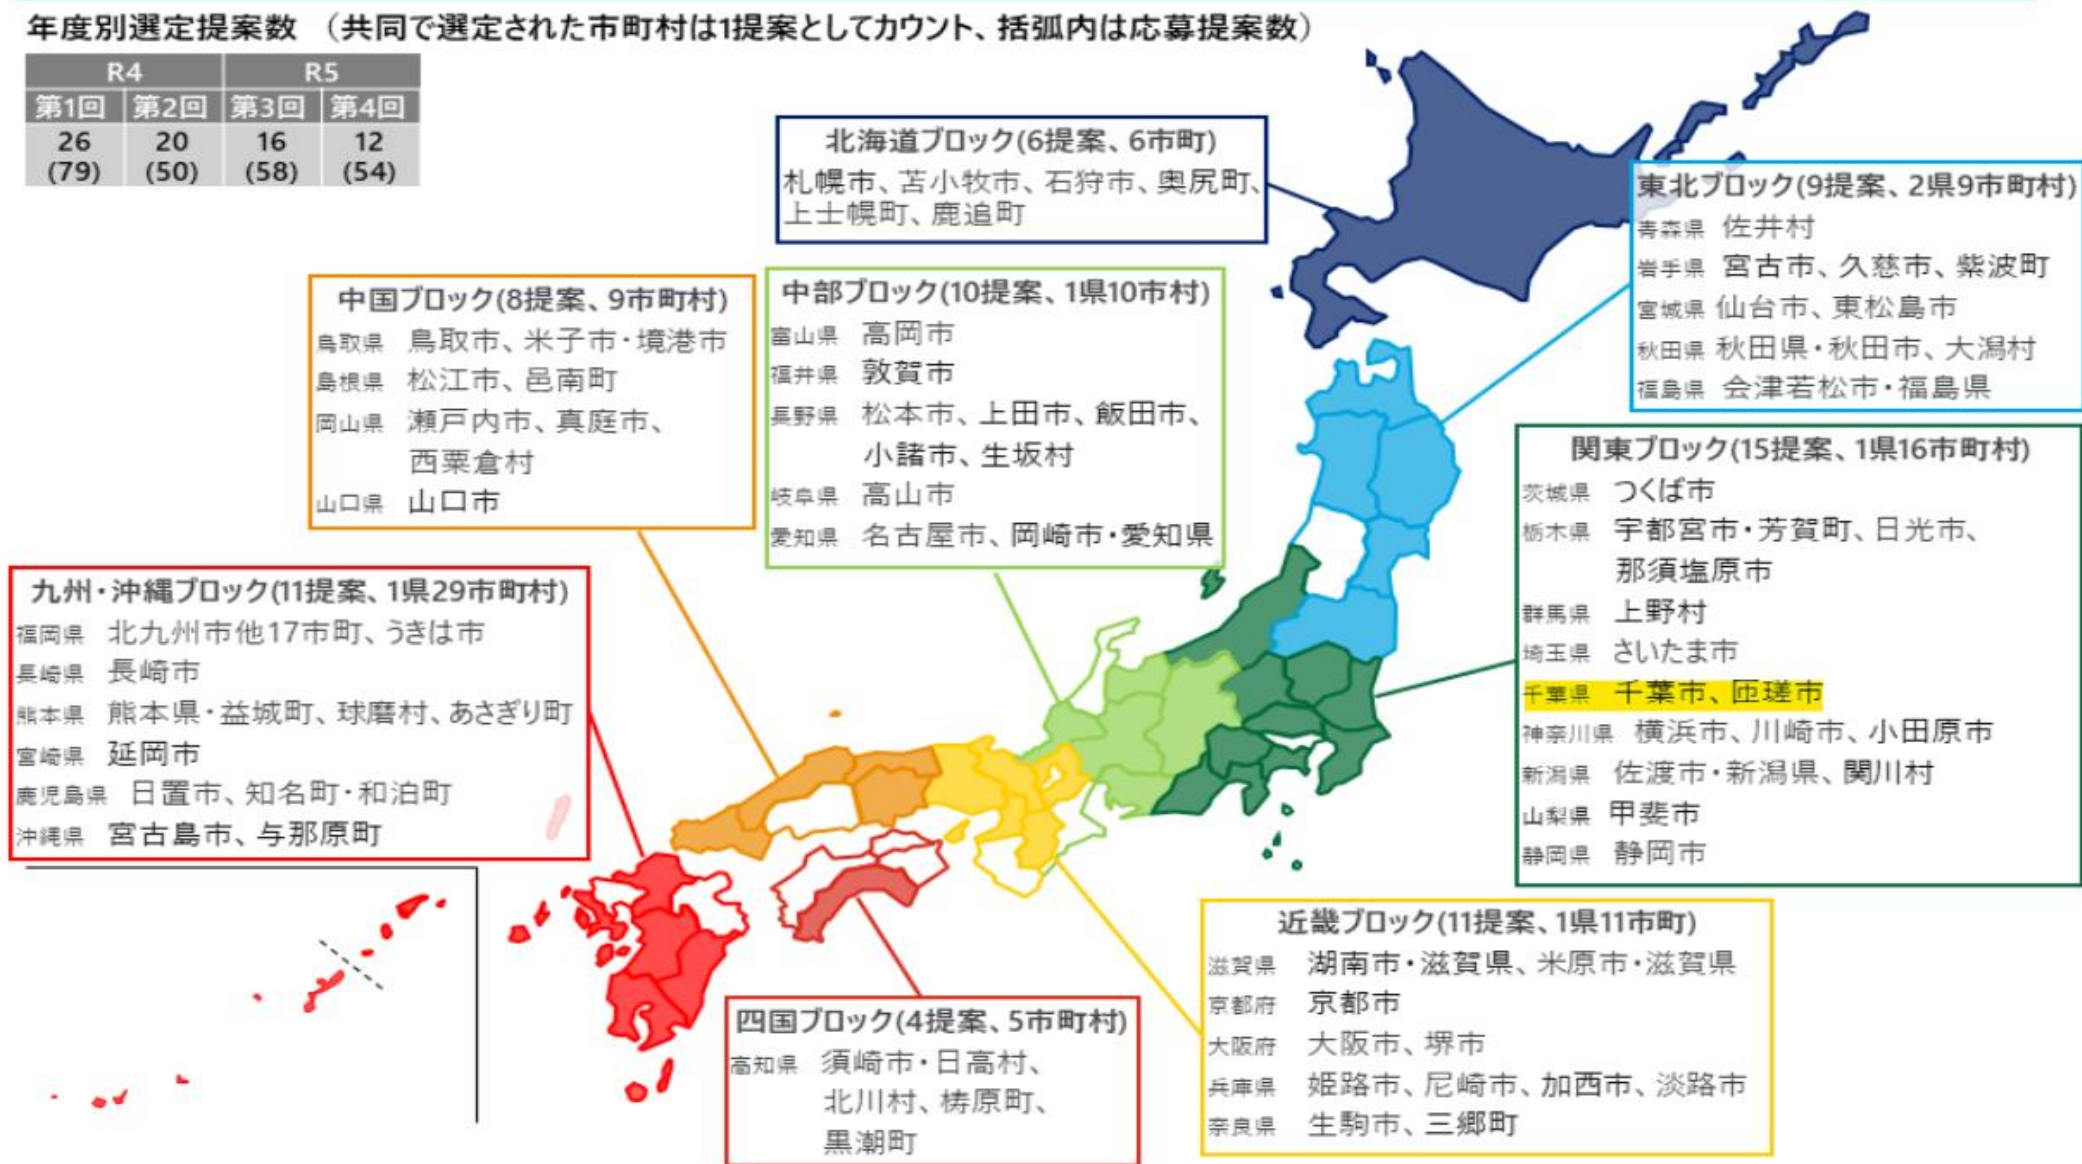 年度別選定提案数 （共同で選定された市町村は1提案としてカウント、括弧内は応募提案数）
R4 R5
第1回 第2回 第3回 第4回
26 20 16 12
(79) (50) (58) (54)
北海道ブロック(6提案、6市町)
札幌市、苫小牧市、石狩市、奥尻町、
上士幌町、鹿追町
東北ブロック(9提案、2県9市町村)
青森県 佐井村
岩手県 宮古市、久慈市、紫波町
宮城県 仙台市、東松島市
秋田県 秋田県・秋田市、大潟村
福島県 会津若松市・福島県
中国ブロック(8提案、9市町村)
鳥取県 鳥取市、米子市・境港市
島根県 松江市、邑南町
岡山県 瀬戸内市、真庭市、
西粟倉村
山口県 山口市
中部ブロック(10提案、1県10市村)
富山県 高岡市
福井県 敦賀市
長野県 松本市、上田市、飯田市、
小諸市、生坂村
岐阜県 高山市
愛知県 名古屋市、岡崎市・愛知県
関東ブロック(15提案、1県16市町村)
茨城県 つくば市
栃木県 宇都宮市・芳賀町、日光市、
那須塩原市
群馬県 上野村
埼玉県 さいたま市
千葉県 千葉市、匝瑳市
神奈川県 横浜市、川崎市、小田原市
新潟県 佐渡市・新潟県、関川村
山梨県 甲斐市
静岡県 静岡市
九州・沖縄ブロック(11提案、1県29市町村)
福岡県 北九州市他17市町、うきは市
長崎県 長崎市
熊本県 熊本県・益城町、球磨村、あさぎり町
宮崎県 延岡市
鹿児島県 日置市、知名町・和泊町
沖縄県 宮古島市、与那原町
近畿ブロック(11提案、1県11市町)
滋賀県 湖南市・滋賀県、米原市・滋賀県
京都府 京都市
大阪府 大阪市、堺市
兵庫県 姫路市、尼崎市、加西市、淡路市
奈良県 生駒市、三郷町
四国ブロック(4提案、5市町村)
高知県 須崎市・日高村、
北川村、梼原町、
黒潮町